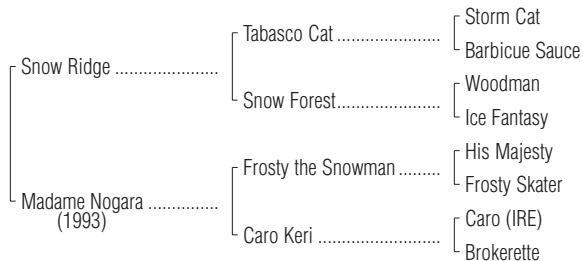 Storm Cat
Tabasco Cat ......................
Barbicue Sauce
Snow Ridge ......................
Woodman
Snow Forest......................
Ice Fantasy
His Majesty
Frosty the Snowman .........
Frosty Skater
Madame Nogara ...............
(1993)
Caro (IRE)
Caro Keri ..........................
Brokerette